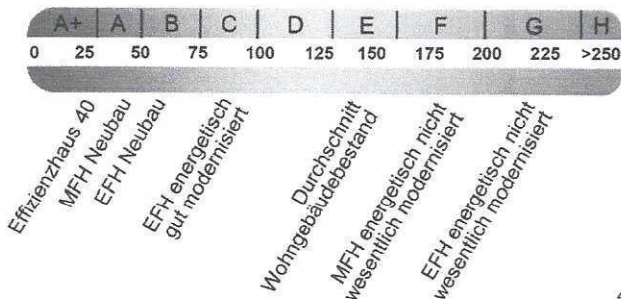 A+ A B C D E F G H
0 25 50 75 100 125 150 175 200 225 >250
Effizienzhaus 40
MFH Neubau
EFH Neubau
EFH energetisch
gut modernisiert
Durchschnitt
Wohngebäudebestand
MFH energetisch nicht
wesentlich modernisiert
EFH energetisch nicht
wesentlich modernisiert